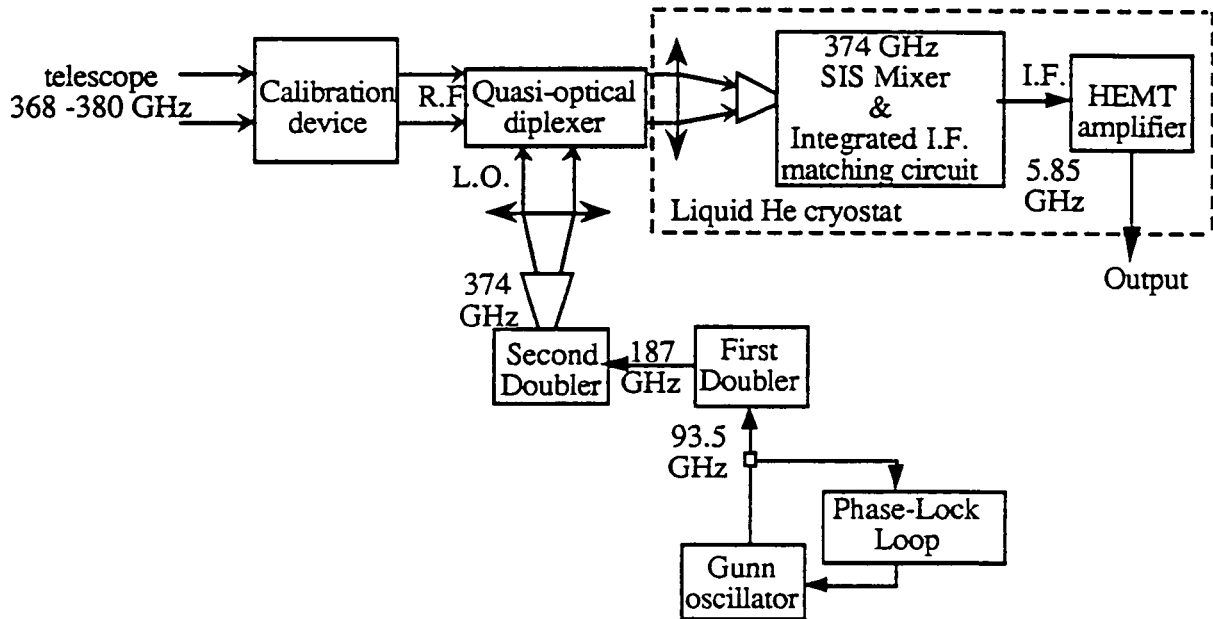 telescope
368 -380 GHz
Calibration
device
R.F
Quasi-optical
diplexer
L.O.
374 GHz
SIS Mixer
&
Integrated I.F.
matching circuit
I.F.
HEMT
amplifier
5.85
GHz
Liquid He cryostat
Output
374
GHz
Second
Doubler
187
GHz
First
Doubler
93.5
GHz
Phase-Lock
Loop
Gunn
oscillator